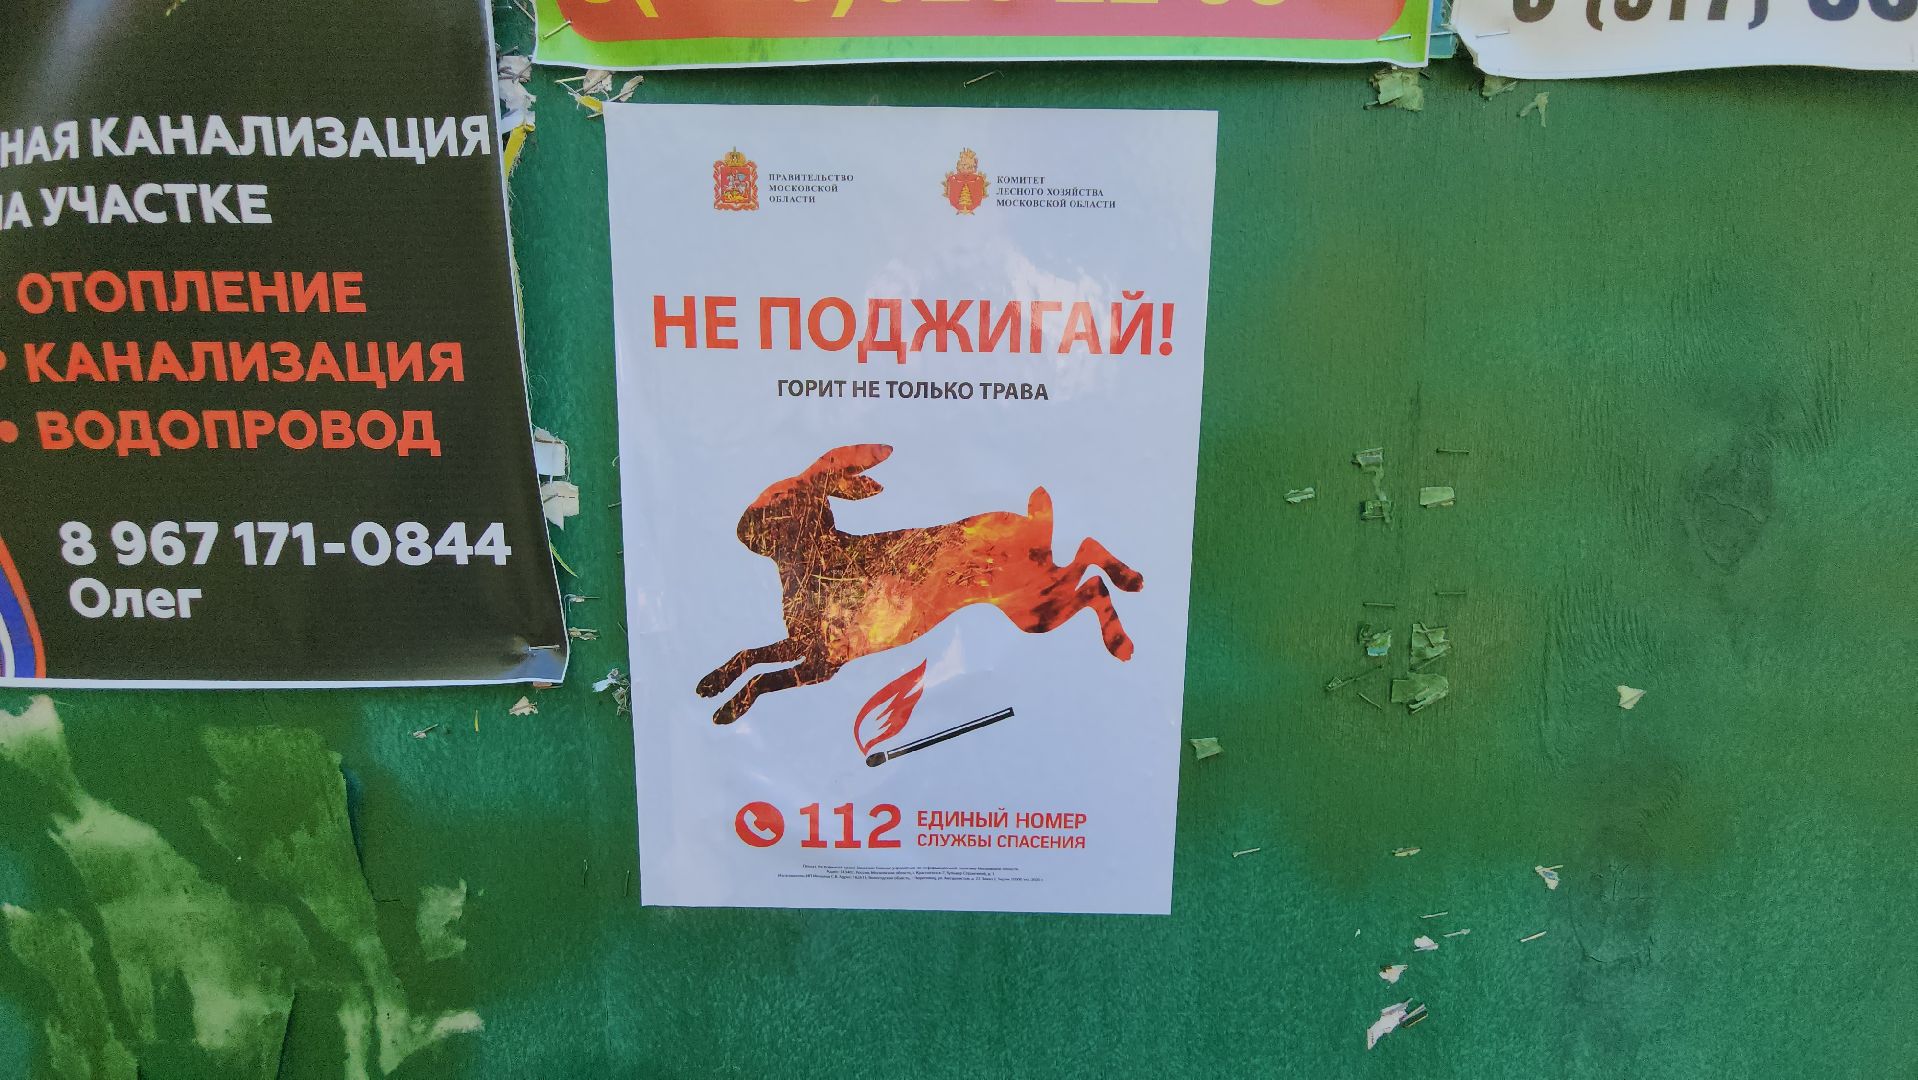 НАЯ КАНАЛИЗАЦИЯ
НА УЧАСТКЕ
ОТОПЛЕНИЕ
• КАНАЛИЗАЦИЯ
• ВОДОПРОВОД
8 967 171-0844
Олег
ПРАВИТЕЛЬСТВО
МОСКОВСКОЙ
ОБЛАСТИ
КОМИТЕТ
ЛЕСНОГО ХОЗЯЙСТВА
МОСКОВСКОЙ ОБЛАСТИ
НЕ ПОДЖИГАЙ!
ГОРИТ НЕ ТОЛЬКО ТРАВА
112
ЕДИНЫЙ НОМЕР
СЛУЖБЫ СПАСЕНИЯ